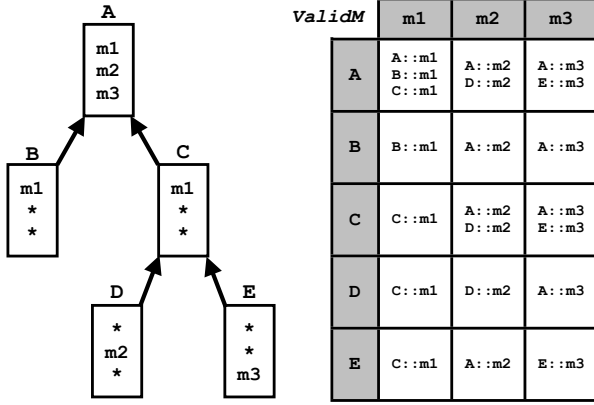 A
m1
m2
m3
B
m1
*
*
C
m1
*
*
D
*
m2
*
E
*
*
m3
ValidM m1 m2 m3
A
A::m1
B::m1
C::m1
A::m2
D::m2
A::m3
E::m3
B B::m1 A::m2 A::m3
C C::m1
A::m2
D::m2
A::m3
E::m3
D C::m1 D::m2 A::m3
E C::m1 A::m2 E::m3